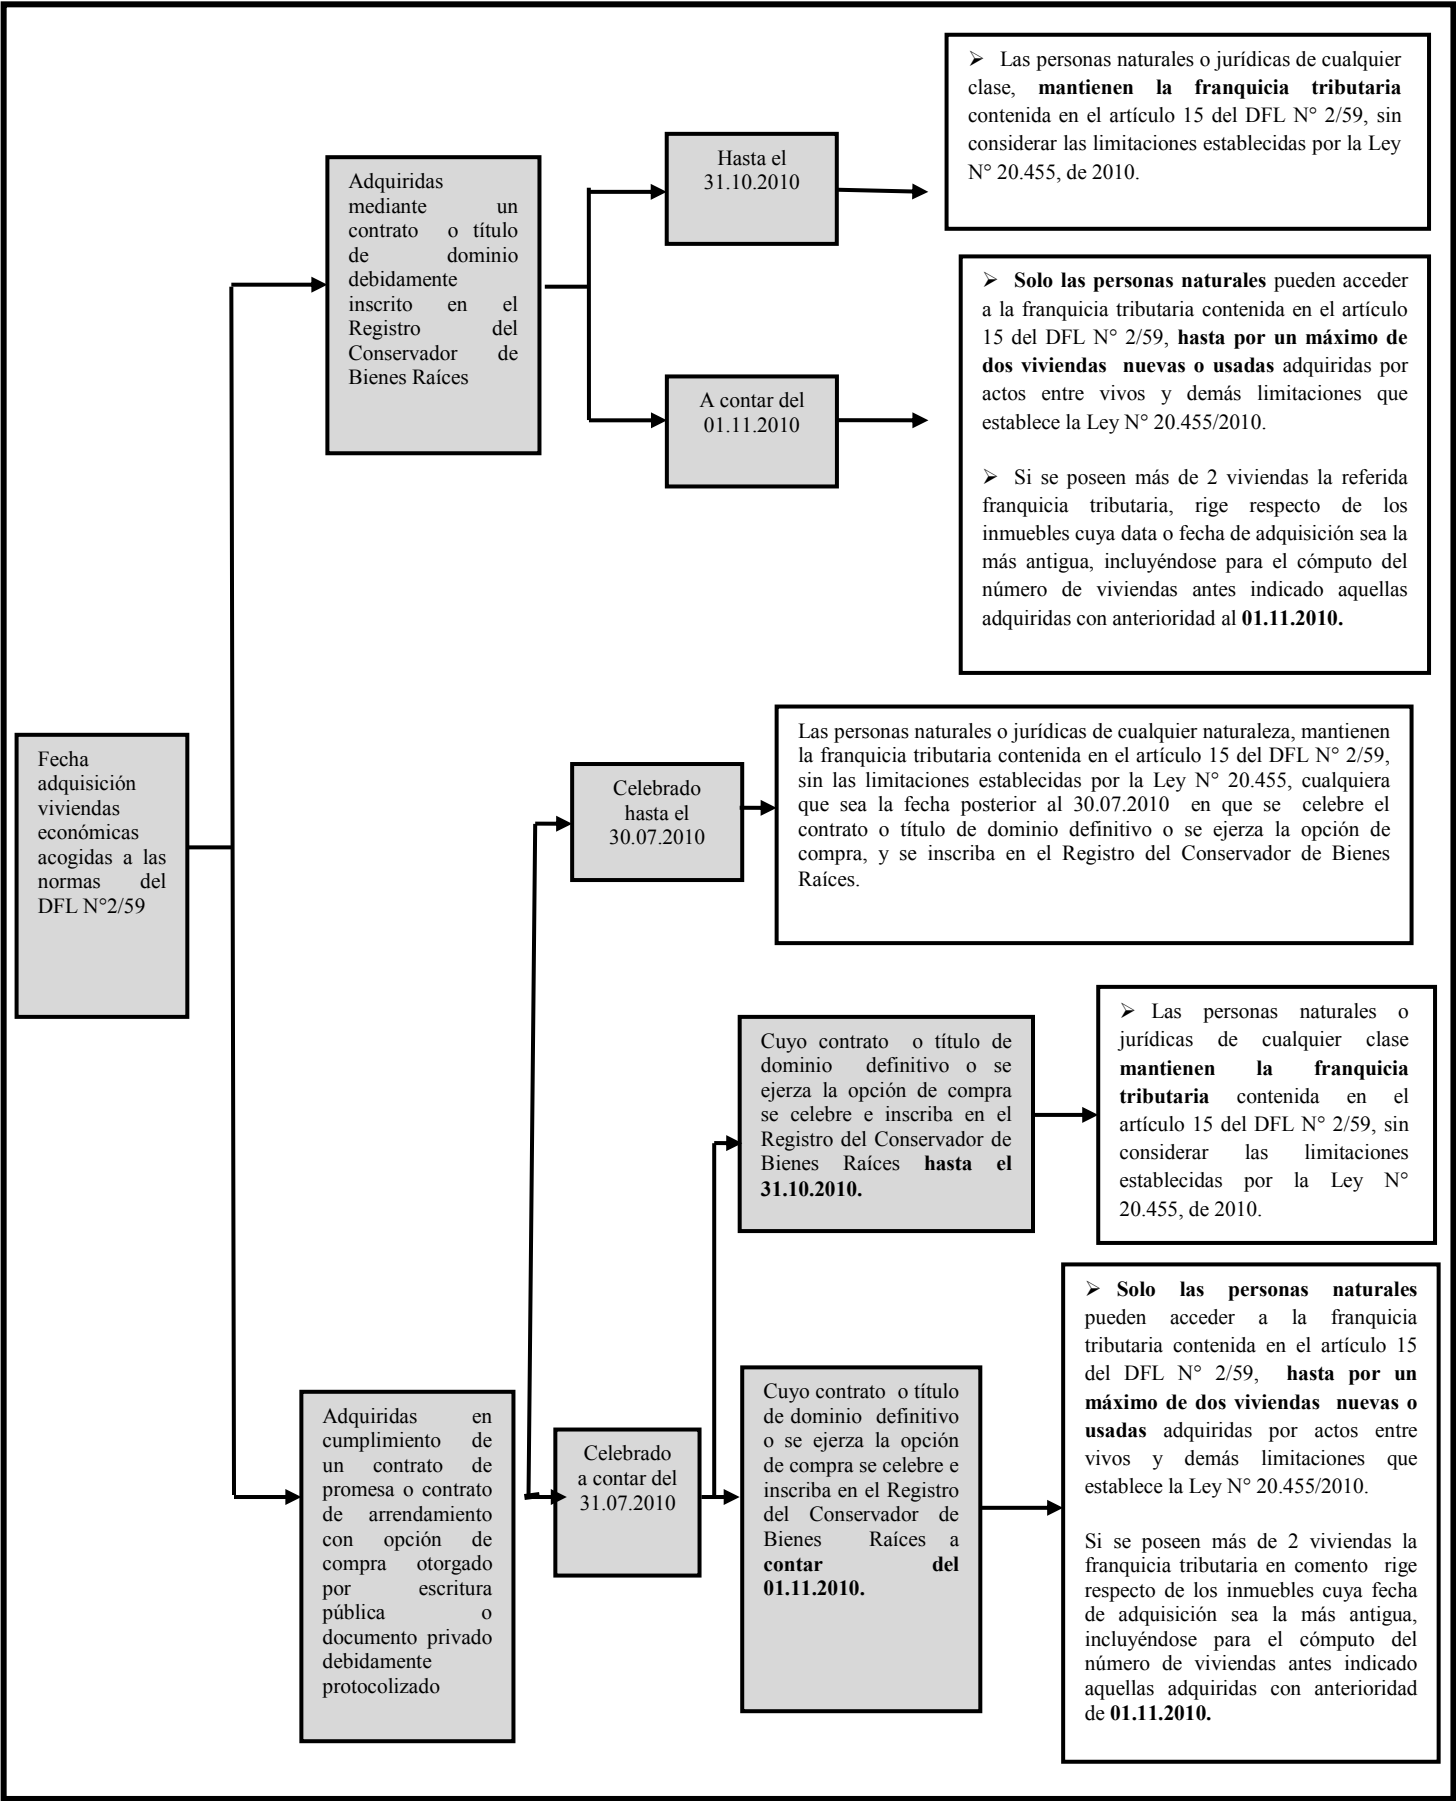 Fecha
adquisición
viviendas
económicas
acogidas a las
normas del
DFL N°2/59
Adquiridas
mediante un
contrato o título
de dominio
debidamente
inscrito en el
Registro del
Conservador de
Bienes Raíces
Hasta el
31.10.2010
➢ Las personas naturales o jurídicas de cualquier
clase, mantienen la franquicia tributaria
contenida en el artículo 15 del DFL N° 2/59, sin
considerar las limitaciones establecidas por la Ley
N° 20.455, de 2010.
A contar del
01.11.2010
➢ Solo las personas naturales pueden acceder
a la franquicia tributaria contenida en el artículo
15 del DFL N° 2/59, hasta por un máximo de
dos viviendas nuevas o usadas adquiridas por
actos entre vivos y demás limitaciones que
establece la Ley N° 20.455/2010.
➢ Si se poseen más de 2 viviendas la referida
franquicia tributaria, rige respecto de los
inmuebles cuya data o fecha de adquisición sea la
más antigua, incluyéndose para el cómputo del
número de viviendas antes indicado aquellas
adquiridas con anterioridad al 01.11.2010.
Adquiridas en
cumplimiento de
un contrato de
promesa o contrato
de arrendamiento
con opción de
compra otorgado
por escritura
pública o
documento privado
debidamente
protocolizado
Celebrado
hasta el
30.07.2010
Las personas naturales o jurídicas de cualquier naturaleza, mantienen
la franquicia tributaria contenida en el artículo 15 del DFL N° 2/59,
sin las limitaciones establecidas por la Ley N° 20.455, cualquiera
que sea la fecha posterior al 30.07.2010 en que se celebre el
contrato o título de dominio definitivo o se ejerza la opción de
compra, y se inscriba en el Registro del Conservador de Bienes
Raíces.
Celebrado
a contar del
31.07.2010
Cuyo contrato o título de
dominio definitivo o se
ejerza la opción de compra
se celebre e inscriba en el
Registro del Conservador de
Bienes Raíces hasta el
31.10.2010.
➢ Las personas naturales o
jurídicas de cualquier clase
mantienen la franquicia
tributaria contenida en el
artículo 15 del DFL N° 2/59, sin
considerar las limitaciones
establecidas por la Ley N°
20.455, de 2010.
Cuyo contrato o título
de dominio definitivo
o se ejerza la opción
de compra se celebre e
inscriba en el Registro
del Conservador de
Bienes Raíces a
contar del
01.11.2010.
➢ Solo las personas naturales
pueden acceder a la franquicia
tributaria contenida en el artículo 15
del DFL N° 2/59, hasta por un
máximo de dos viviendas nuevas o
usadas adquiridas por actos entre
vivos y demás limitaciones que
establece la Ley N° 20.455/2010.
Si se poseen más de 2 viviendas la
franquicia tributaria en comento rige
respecto de los inmuebles cuya fecha
de adquisición sea la más antigua,
incluyéndose para el cómputo del
número de viviendas antes indicado
aquellas adquiridas con anterioridad
de 01.11.2010.